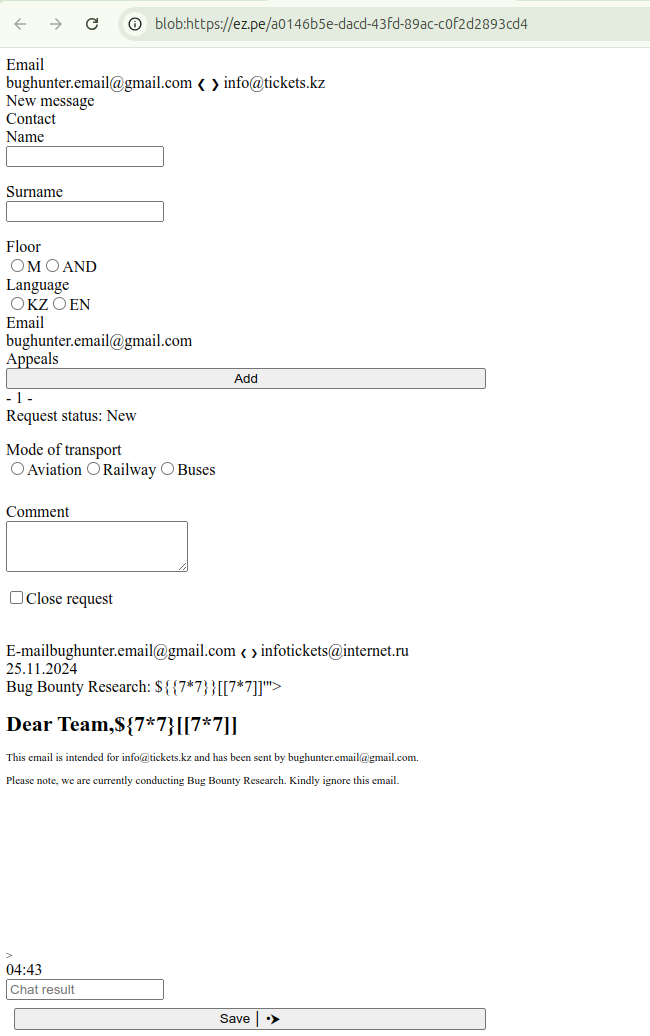 blob:https://ez.pe/a0146b5e-dacd-43fd-89ac-c0f2d2893cd4
Email
bughunter.email@gmail.com ❮ ❯ info@tickets.kz
New message
Contact
Name
Surname
Floor
M AND
Language
KZ EN
Email
bughunter.email@gmail.com
Appeals
Add
- 1 -
Request status: New
Mode of transport
Aviation Railway Buses
Comment
Close request
E-mailbughunter.email@gmail.com ❮ ❯ infotickets@internet.ru
25.11.2024
Bug Bounty Research: ${{7*7}}[[7*7]]'">
Dear Team,${7*7}[[7*7]]
This email is intended for info@tickets.kz and has been sent by bughunter.email@gmail.com.
Please note, we are currently conducting Bug Bounty Research. Kindly ignore this email.
>
04:43
Chat result
Save | •➤